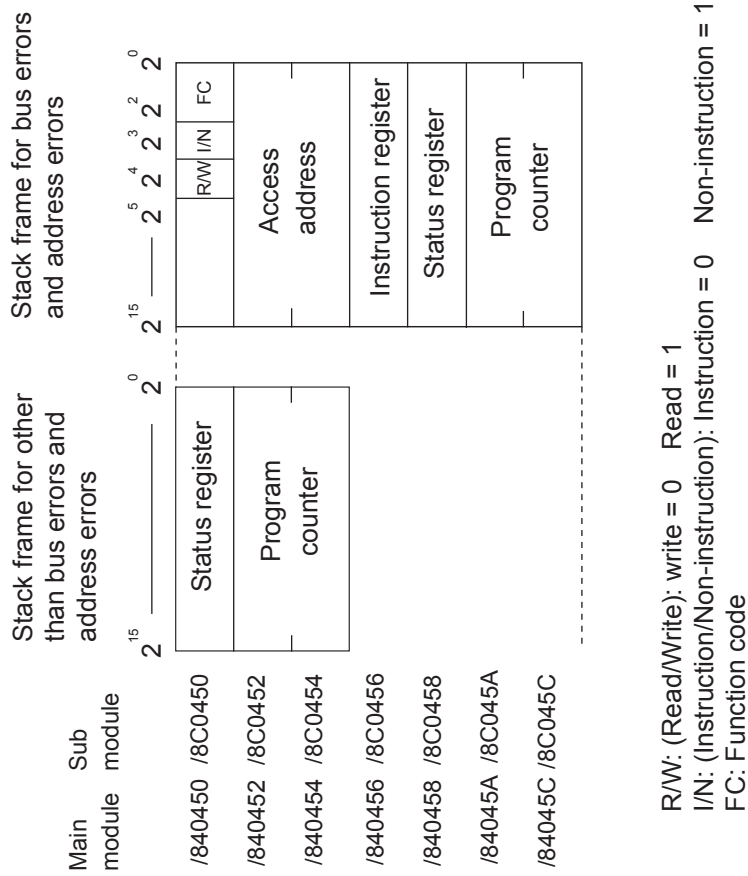 Stack frame for other
than bus errors and
address errors
Stack frame for bus errors
and address errors
Main
module
Sub
module
2 15 2 0
2 15 2 5 2 4 2 3 2 2 2 0
/840450 /8C0450 Status register R/W I/N FC
/840452 /8C0452 Program
counter
Access
address
/840454 /8C0454
/840456 /8C0456 Instruction register
/840458 /8C0458 Status register
/84045A /8C045A Program
counter
/84045C /8C045C
R/W: (Read/Write): write = 0 Read = 1
I/N: (Instruction/Non-instruction): Instruction = 0 Non-instruction = 1
FC: Function code